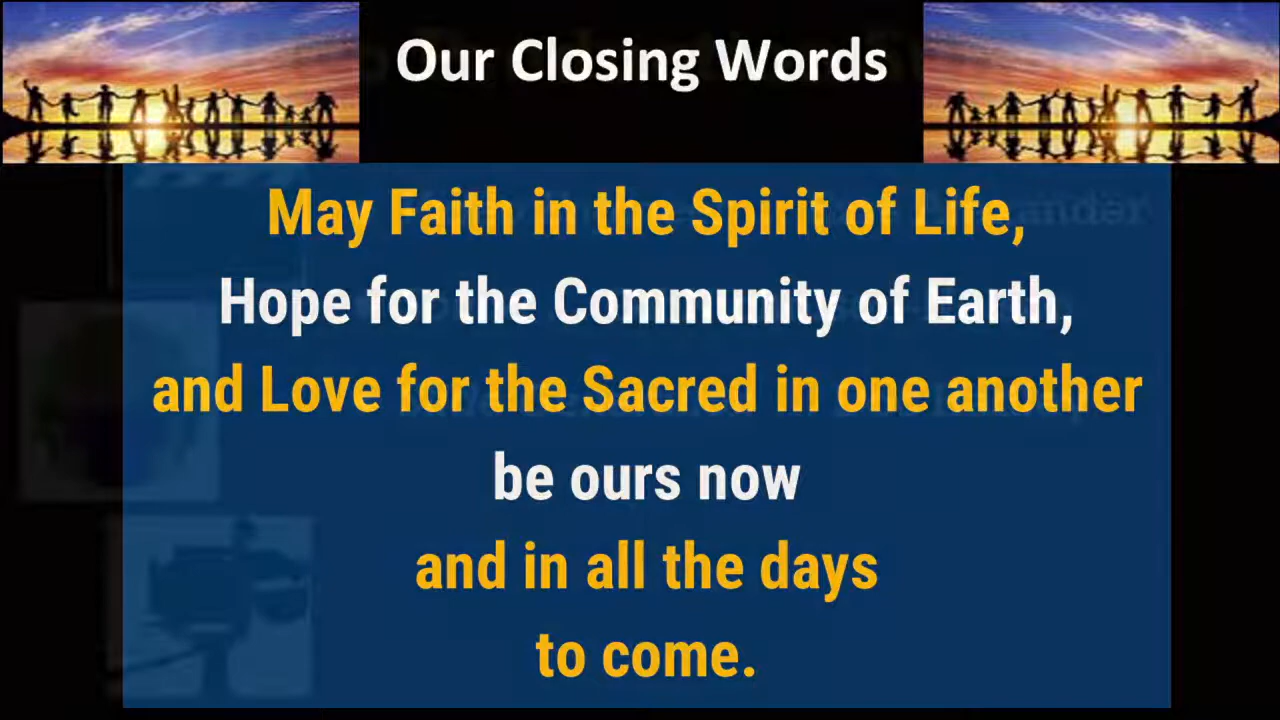 Our Closing Words
May Faith in the Spirit of Life,
Hope for the Community of Earth,
and Love for the Sacred in one another
be ours now
and in all the days
to come.